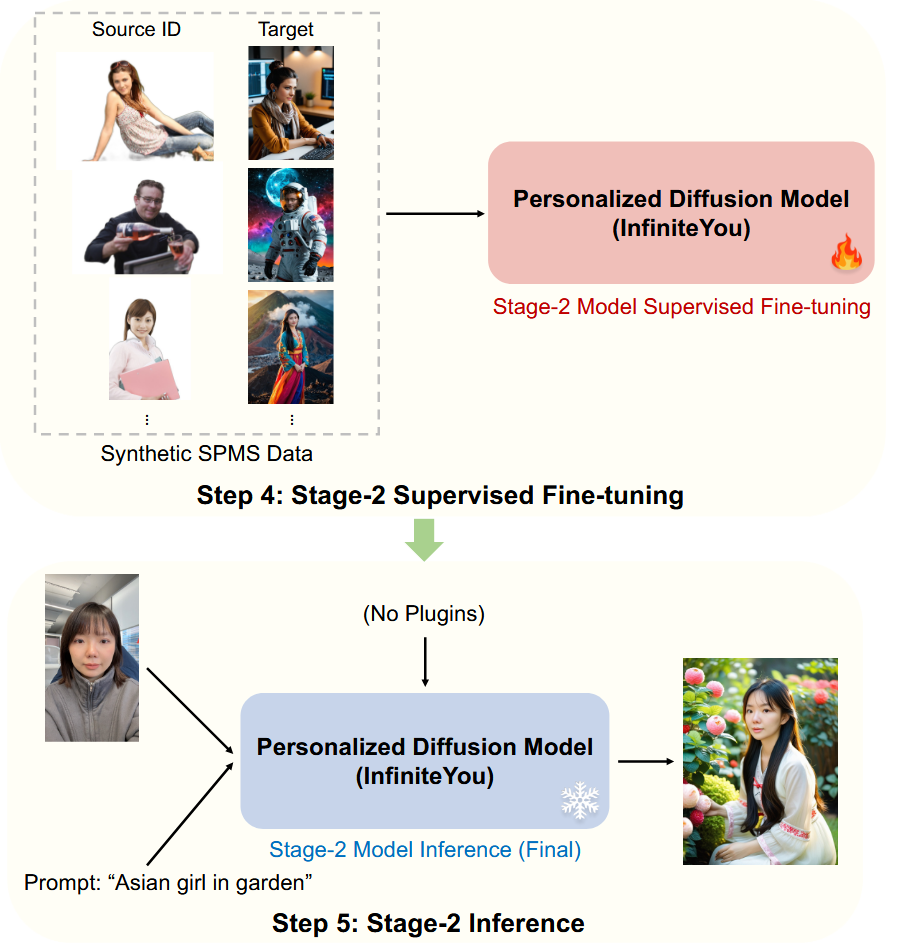 Source ID
Target
⋮
⋮
Synthetic SPMS Data
Personalized Diffusion Model
(InfiniteYou)
Stage-2 Model Supervised Fine-tuning
Step 4: Stage-2 Supervised Fine-tuning
(No Plugins)
Personalized Diffusion Model
(InfiniteYou)
Stage-2 Model Inference (Final)
Prompt: “Asian girl in garden”
Step 5: Stage-2 Inference